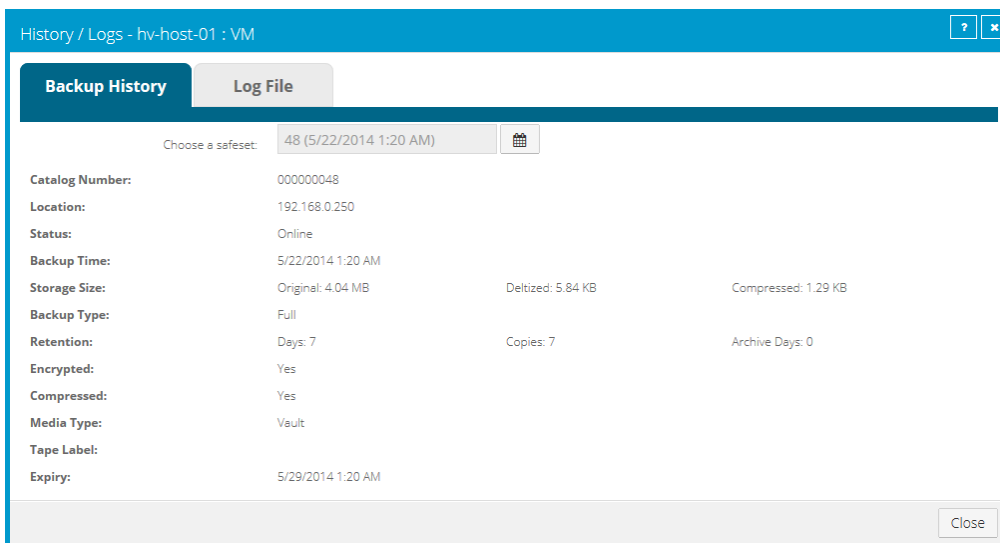 History / Logs - hv-host-01 : VM ? ×
Backup History Log File
Choose a safeset: 48 (5/22/2014 1:20 AM)
Catalog Number: 000000048
Location: 192.168.0.250
Status: Online
Backup Time: 5/22/2014 1:20 AM
Storage Size: Original: 4.04 MB Deltized: 5.84 KB Compressed: 1.29 KB
Backup Type: Full
Retention: Days: 7 Copies: 7 Archive Days: 0
Encrypted: Yes
Compressed: Yes
Media Type: Vault
Tape Label:
Expiry: 5/29/2014 1:20 AM
Close